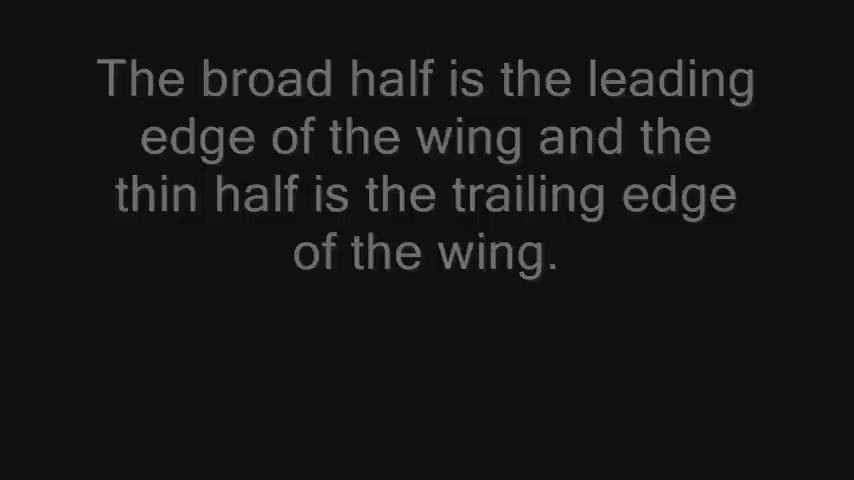 The broad half is the leading
edge of the wing and the
thin half is the trailing edge
of the wing.